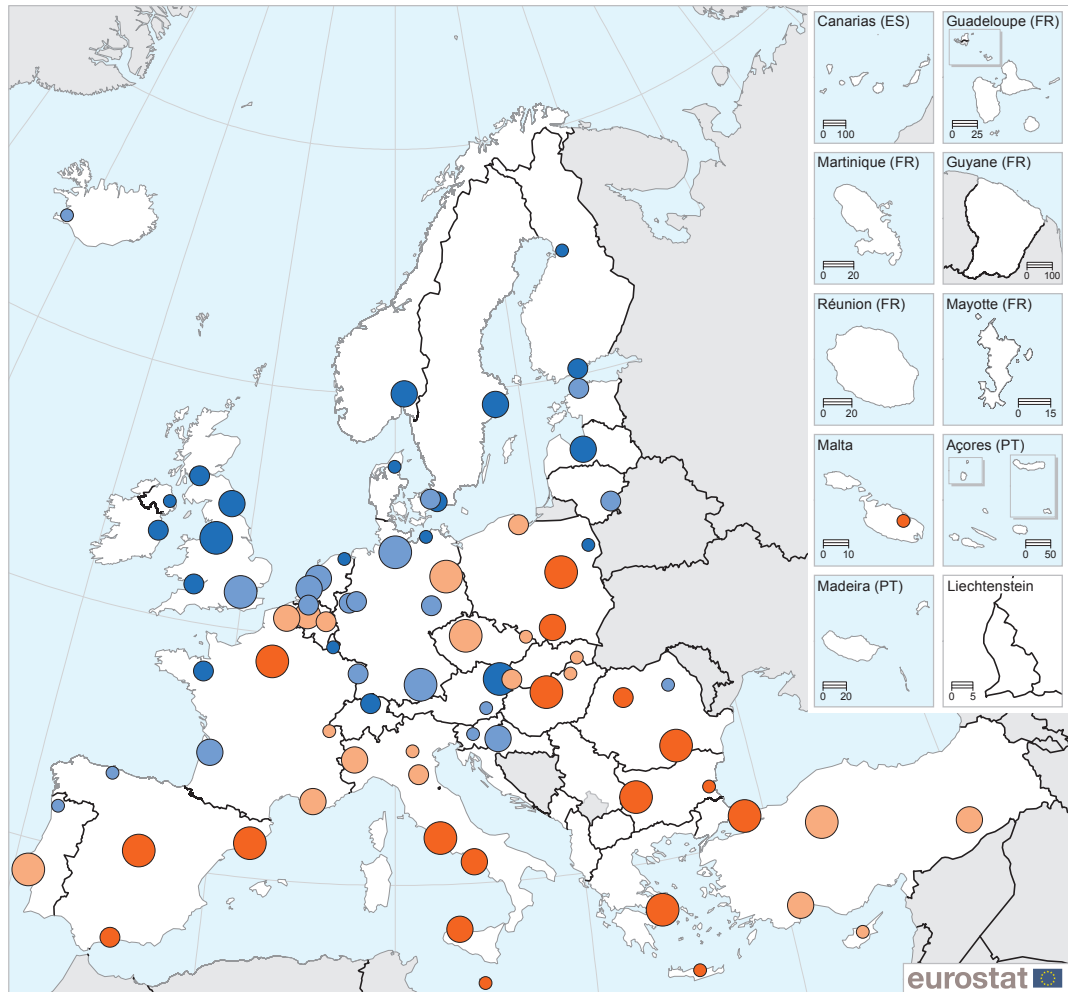 Canarias (ES)
0 100
Guadeloupe (FR)
0 25
Martinique (FR)
0 20
Guyane (FR)
0 100
Réunion (FR)
0 20
Mayotte (FR)
0 15
Malta
0 10
Açores (PT)
0 50
Madeira (PT)
0 20
Liechtenstein
0 5
eurostat